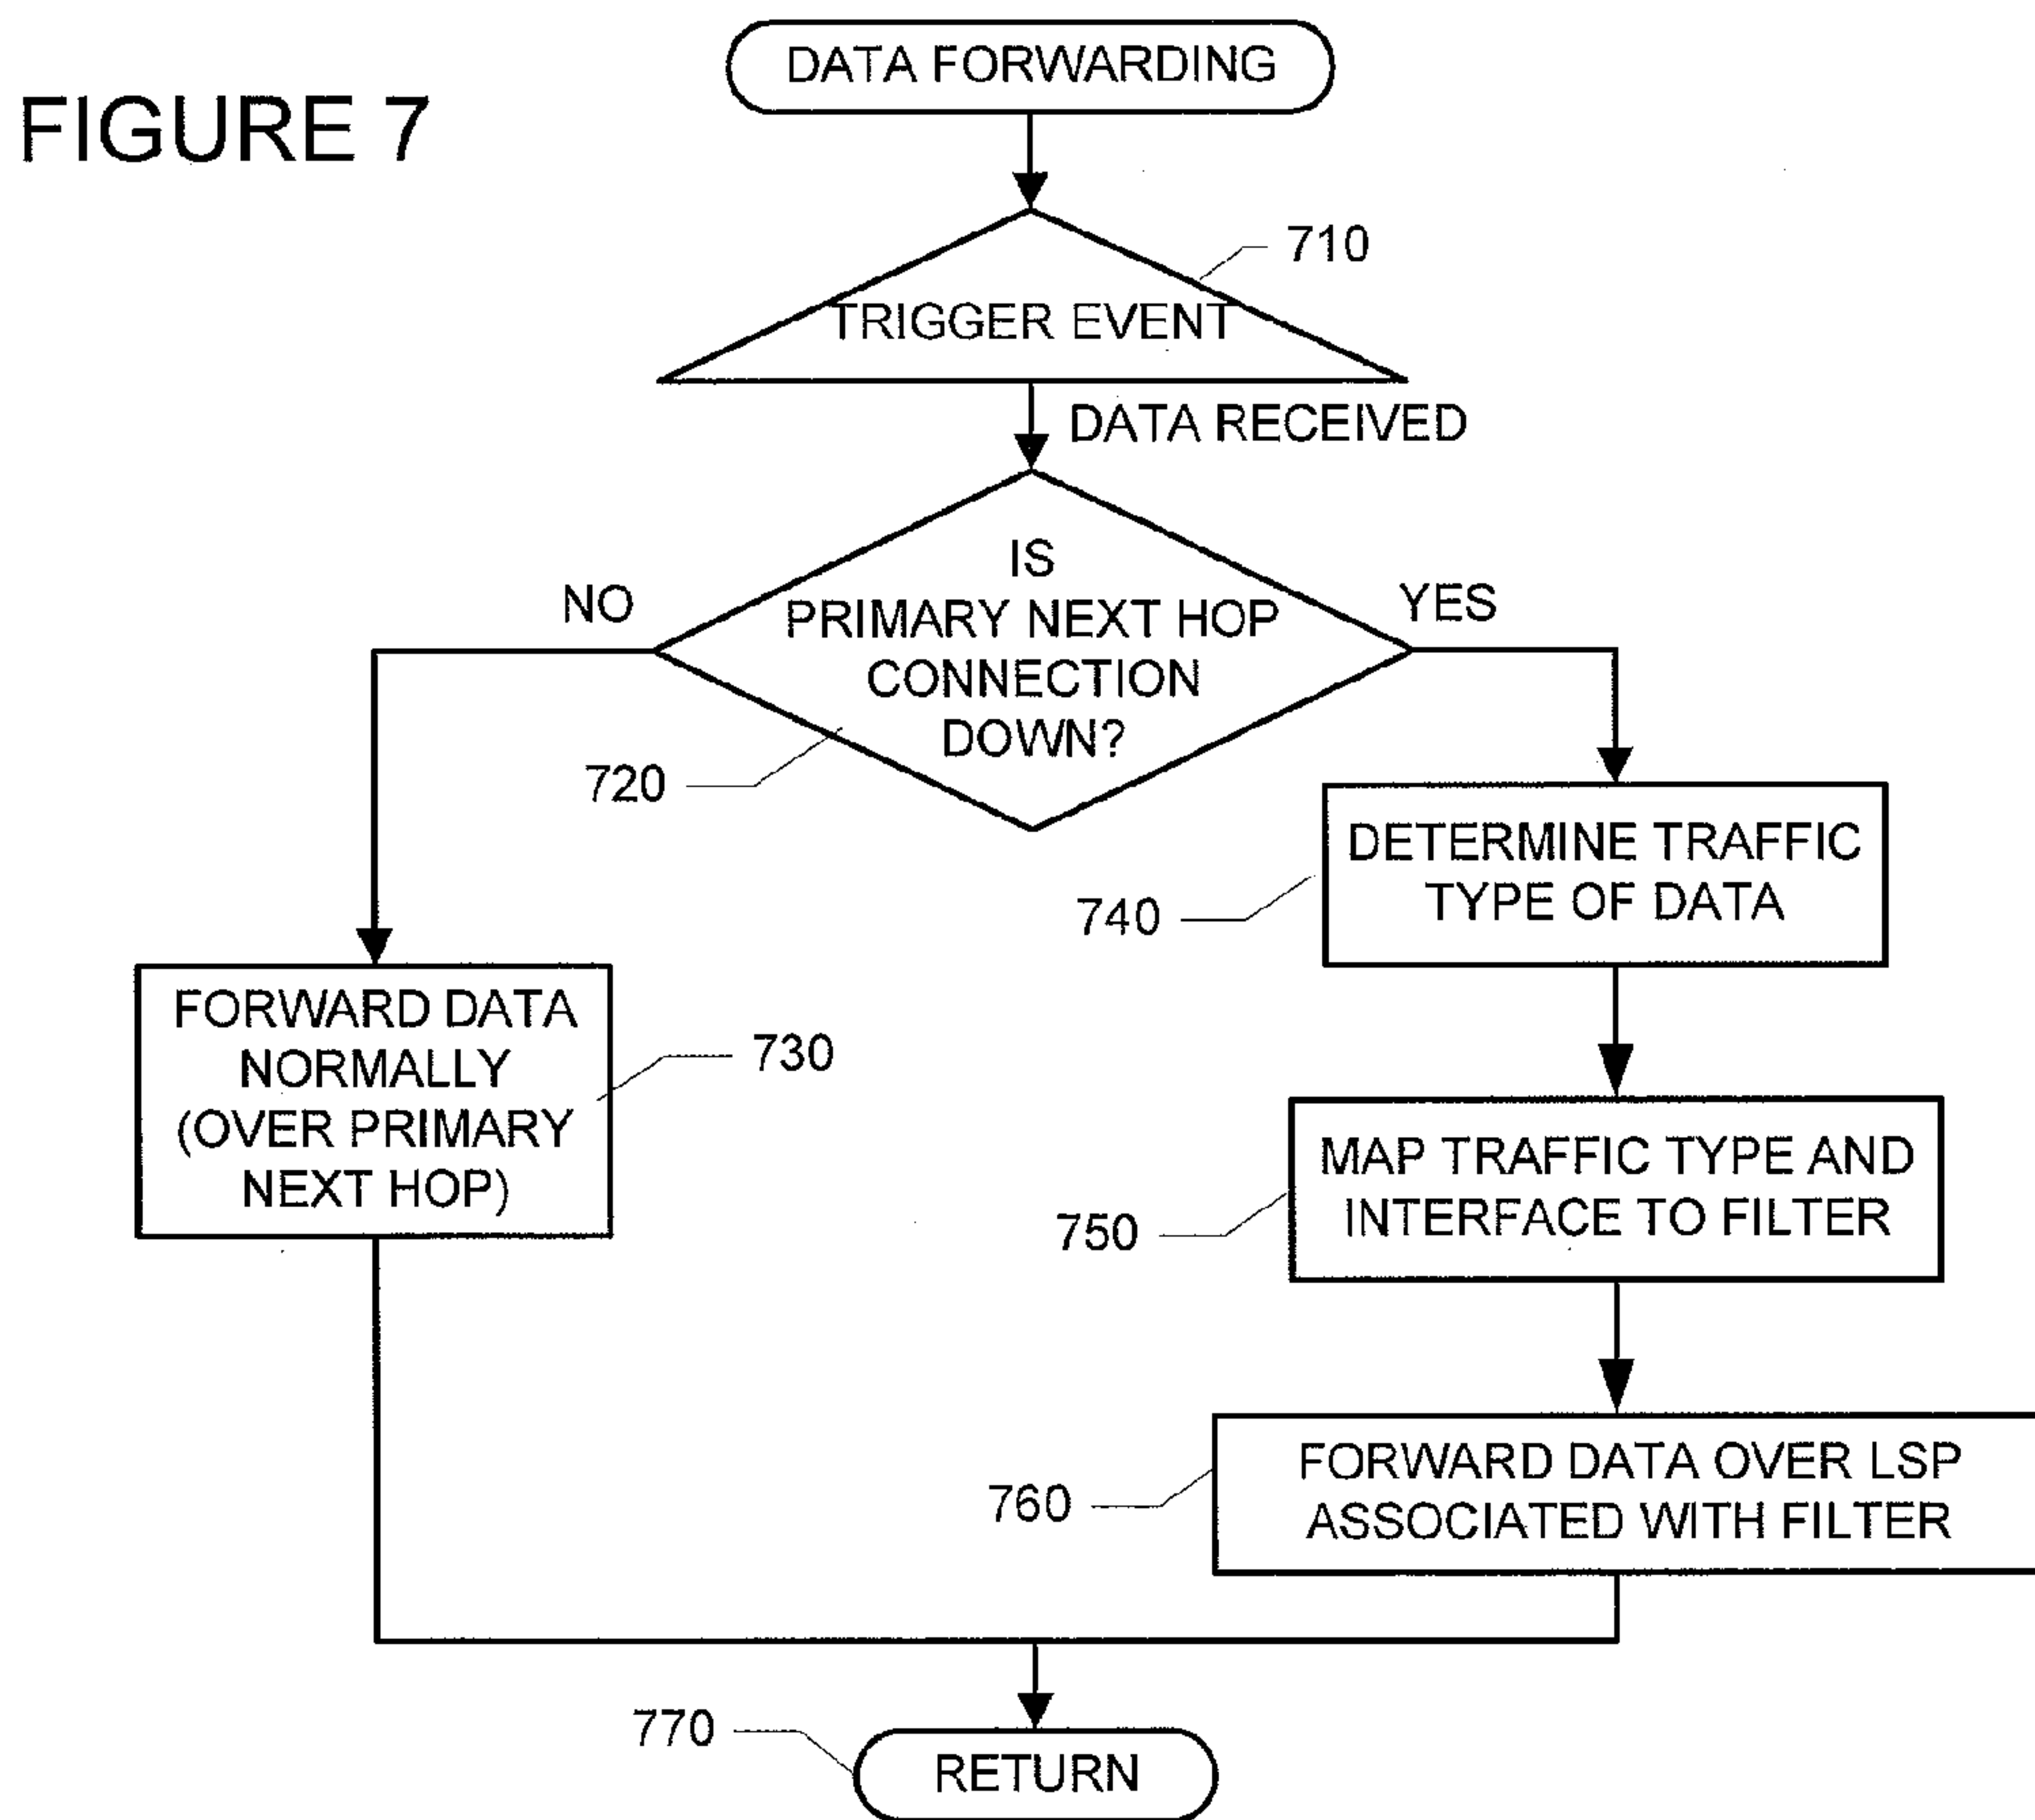 FIGURE 7
DATA FORWARDING
710
TRIGGER EVENT
DATA RECEIVED
NO
YES
IS
PRIMARY NEXT HOP
CONNECTION
DOWN?
720
DETERMINE TRAFFIC
TYPE OF DATA
740
FORWARD DATA
NORMALLY
(OVER PRIMARY
NEXT HOP)
730
MAP TRAFFIC TYPE AND
INTERFACE TO FILTER
750
FORWARD DATA OVER LSP
ASSOCIATED WITH FILTER
760
770
RETURN